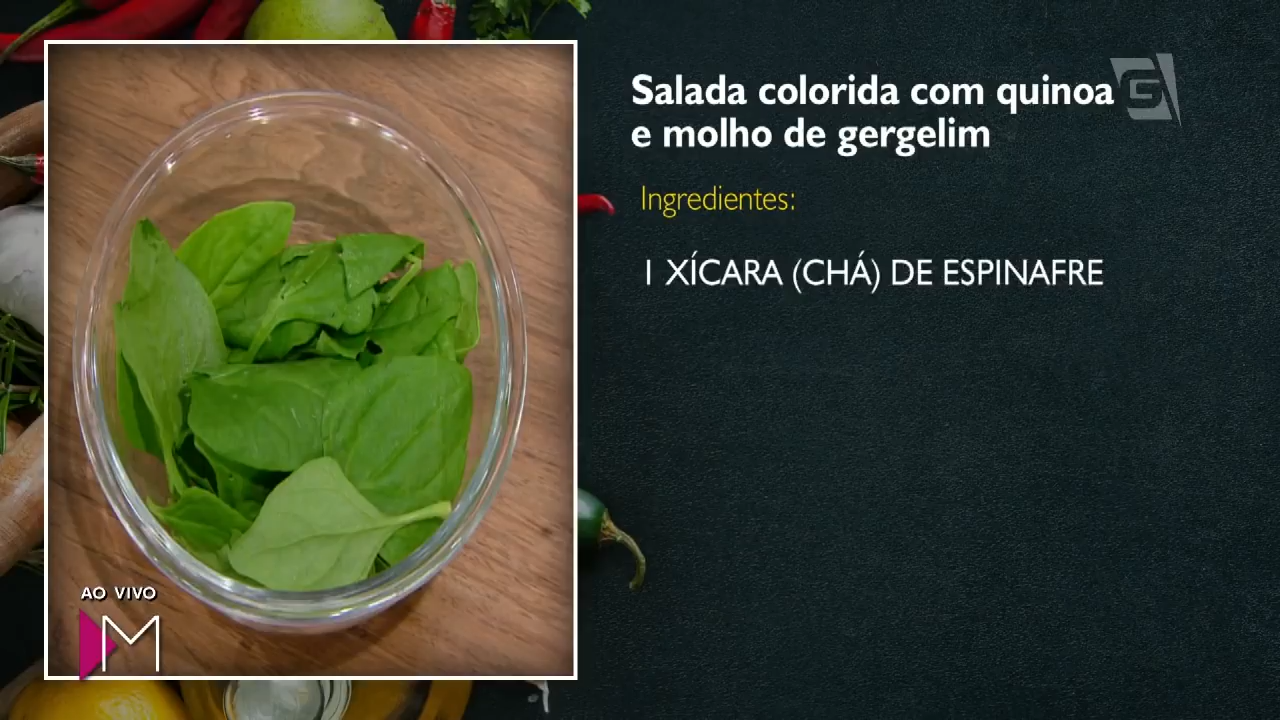 Salada colorida com quinoa
e molho de gergelim
Ingredientes:
1 XÍCARA (CHÁ) DE ESPINAFRE
AO VIVO
M
G